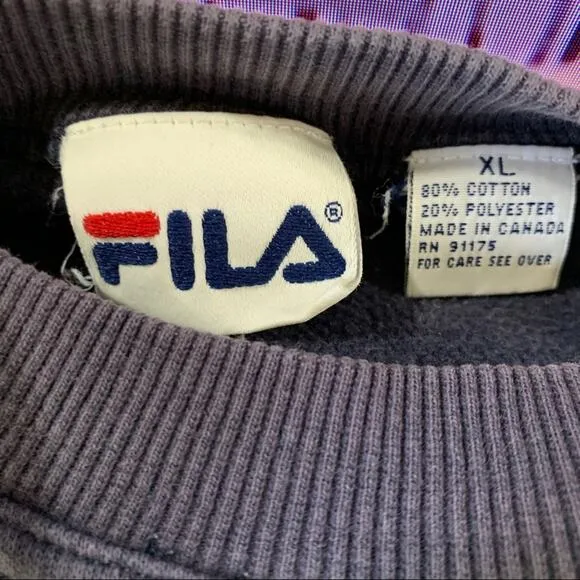 FILA®
XL
80% COTTON
20% POLYESTER
MADE IN CANADA
RN 91175
FOR CARE SEE OVER